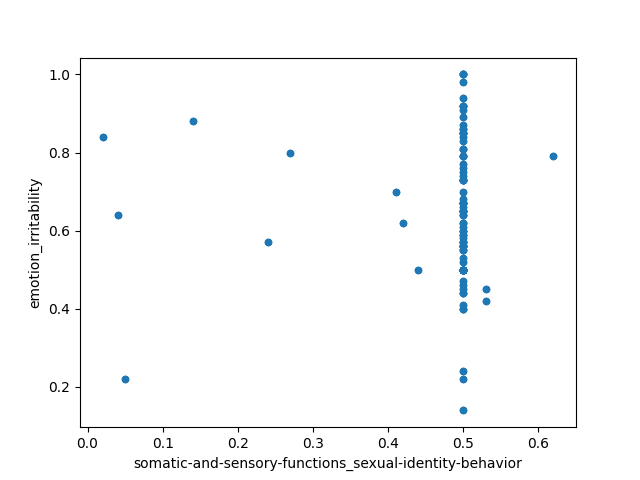 1.0
0.8
0.6
0.4
0.2
emotion_irritability
0.0 0.1 0.2 0.3 0.4 0.5 0.6
somatic-and-sensory-functions_sexual-identity-behavior